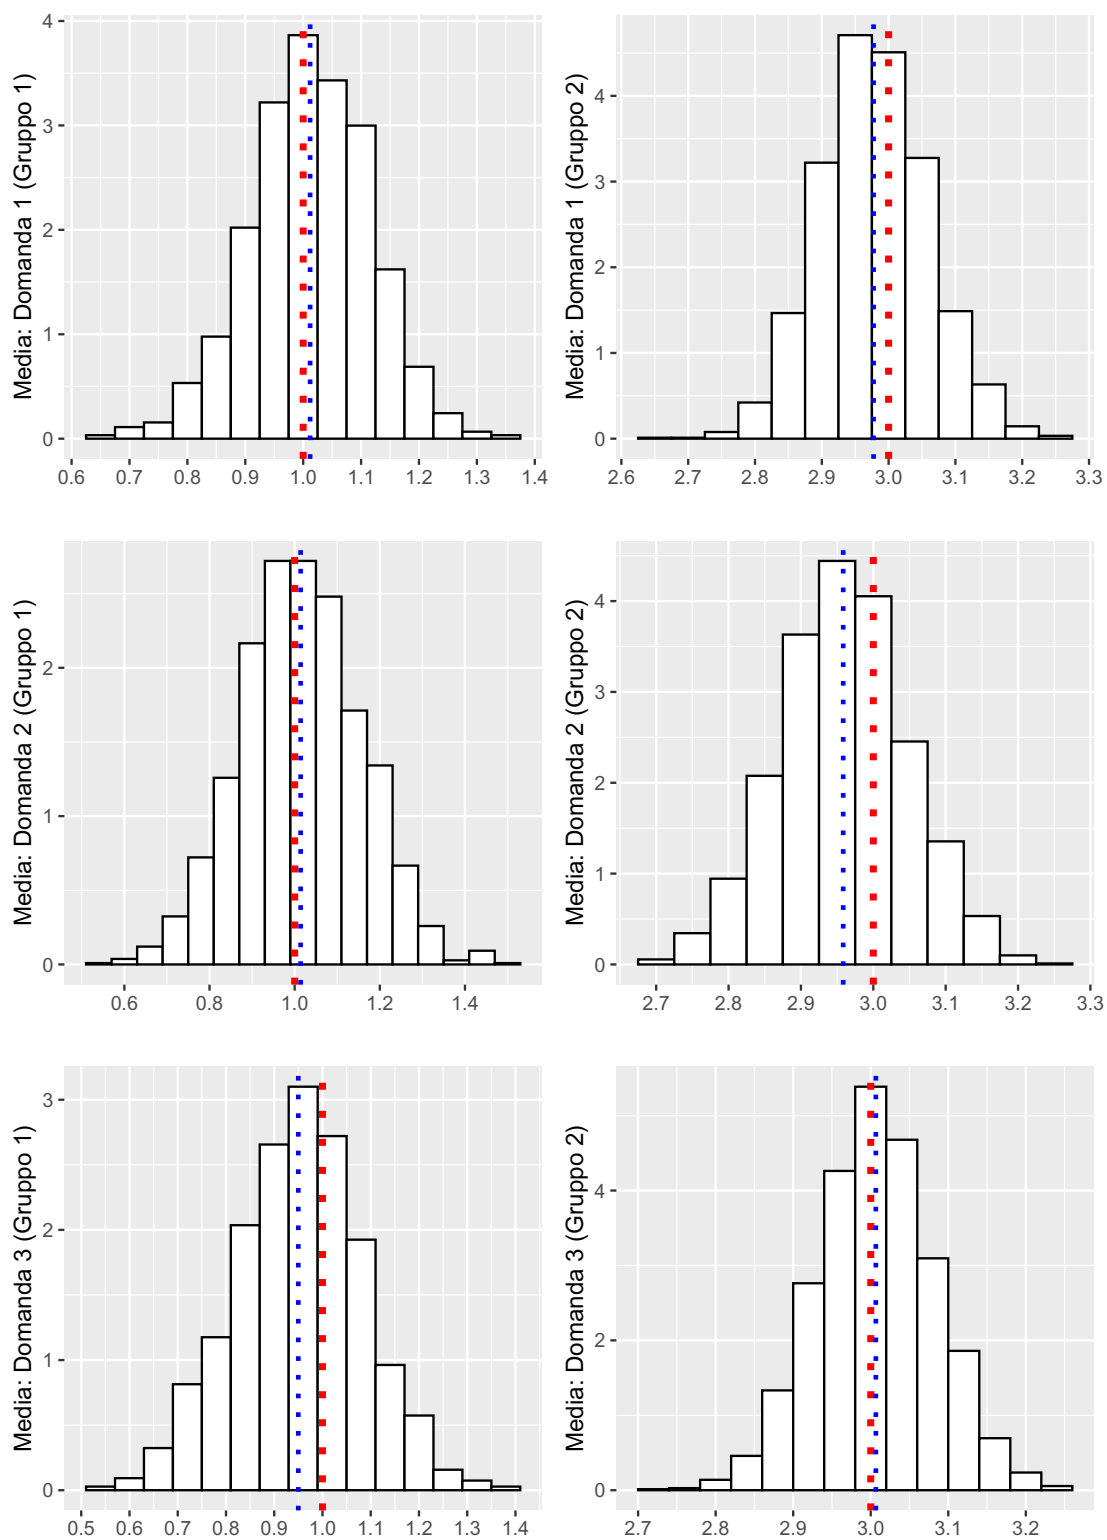 Media: Domanda 1 (Gruppo 1)
4
3
2
1
0
0.6 0.7 0.8 0.9 1.0 1.1 1.2 1.3 1.4
Media: Domanda 1 (Gruppo 2)
4
3
2
1
0
2.6 2.7 2.8 2.9 3.0 3.1 3.2 3.3
Media: Domanda 2 (Gruppo 1)
2
1
0
0.6 0.8 1.0 1.2 1.4
Media: Domanda 2 (Gruppo 2)
4
3
2
1
0
2.7 2.8 2.9 3.0 3.1 3.2 3.3
Media: Domanda 3 (Gruppo 1)
3
2
1
0
0.5 0.6 0.7 0.8 0.9 1.0 1.1 1.2 1.3 1.4
Media: Domanda 3 (Gruppo 2)
4
2
0
2.7 2.8 2.9 3.0 3.1 3.2